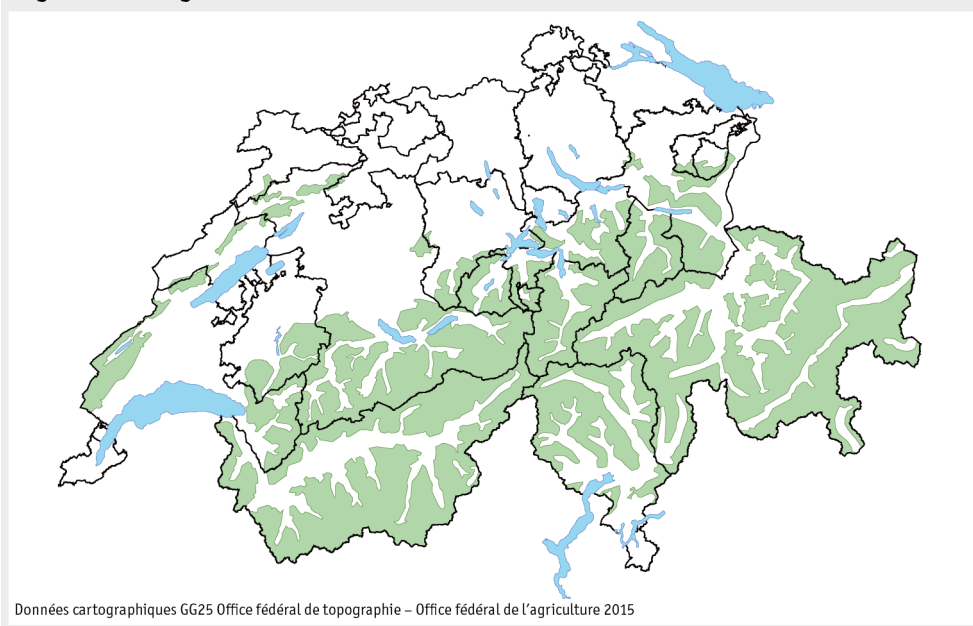 Données cartographiques GG25 Office fédéral de topographie – Office fédéral de l'agriculture 2015